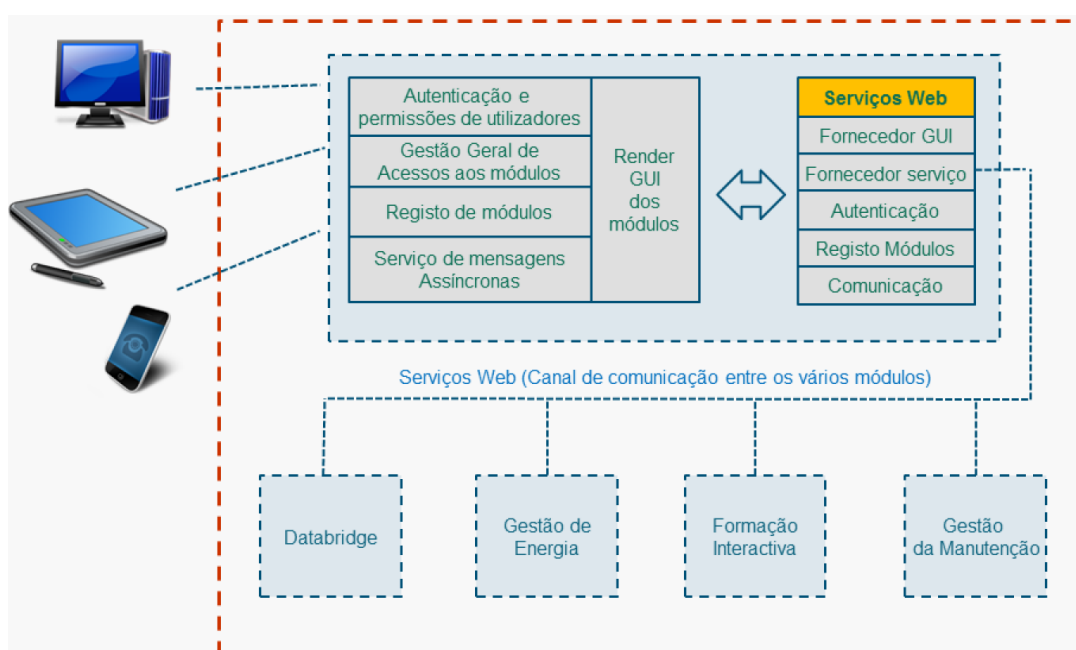 Autenticação e
permissões de utilizadores
Gestão Geral de
Acessos aos módulos
Registo de módulos
Serviço de mensagens
Assíncronas
Render
GUI
dos
módulos
Serviços Web
Fornecedor GUI
Fornecedor serviço
Autenticação
Registo Módulos
Comunicação
Serviços Web (Canal de comunicação entre os vários módulos)
Databridge
Gestão de
Energia
Formação
Interactiva
Gestão
da Manutenção